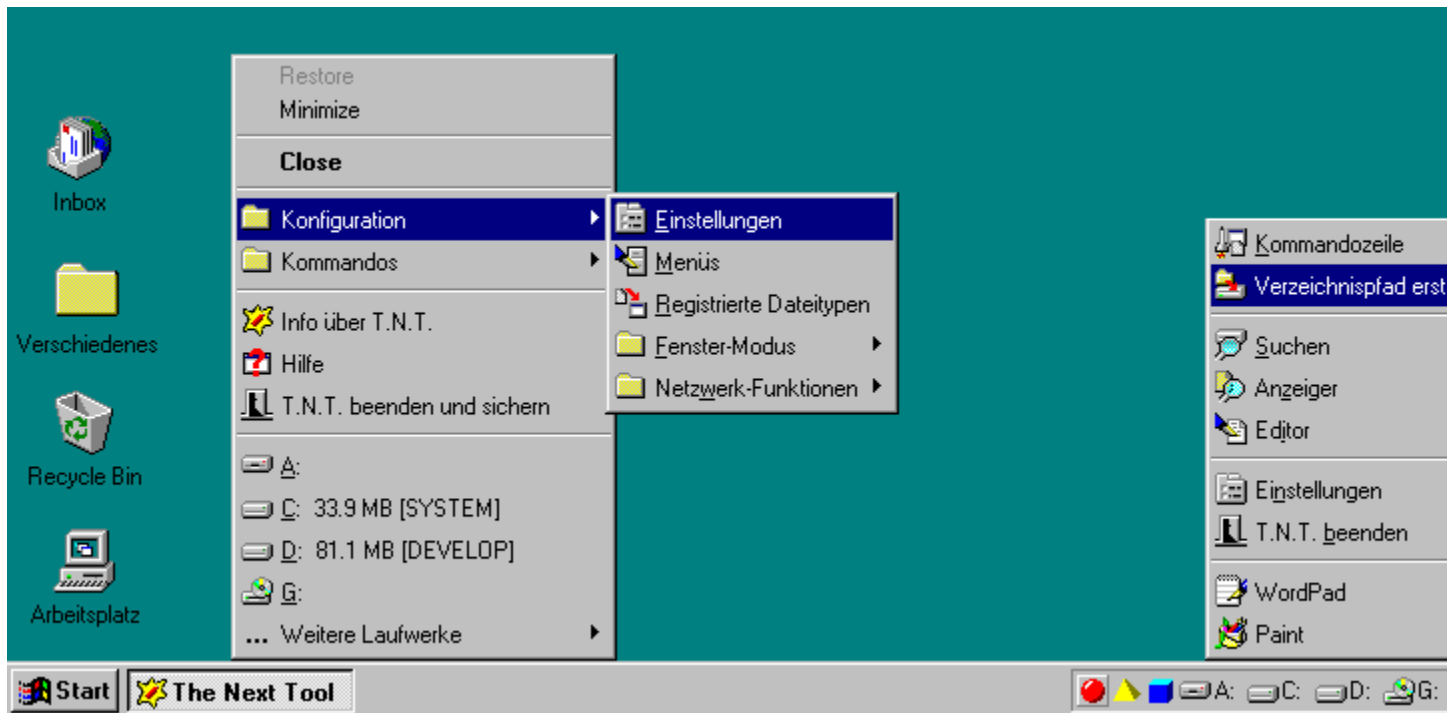 Inbox
Verschiedenes
Recycle Bin
Arbeitsplatz
Restore
Minimize
Close
Konfiguration
Kommandos
Info über T.N.T.
Hilfe
T.N.T. beenden und sichern
A:
C: 33.9 MB [SYSTEM]
D: 81.1 MB [DEVELOP]
G:
... Weitere Laufwerke
Einstellungen
Menüs
Registrierte Dateitypen
Fenster-Modus
Netzwerk-Funktionen
Kommandozeile
Verzeichnispfad erst
Suchen
Anzeiger
Editor
Einstellungen
T.N.T. beenden
WordPad
Paint
Start
The Next Tool
A: C: D: G: